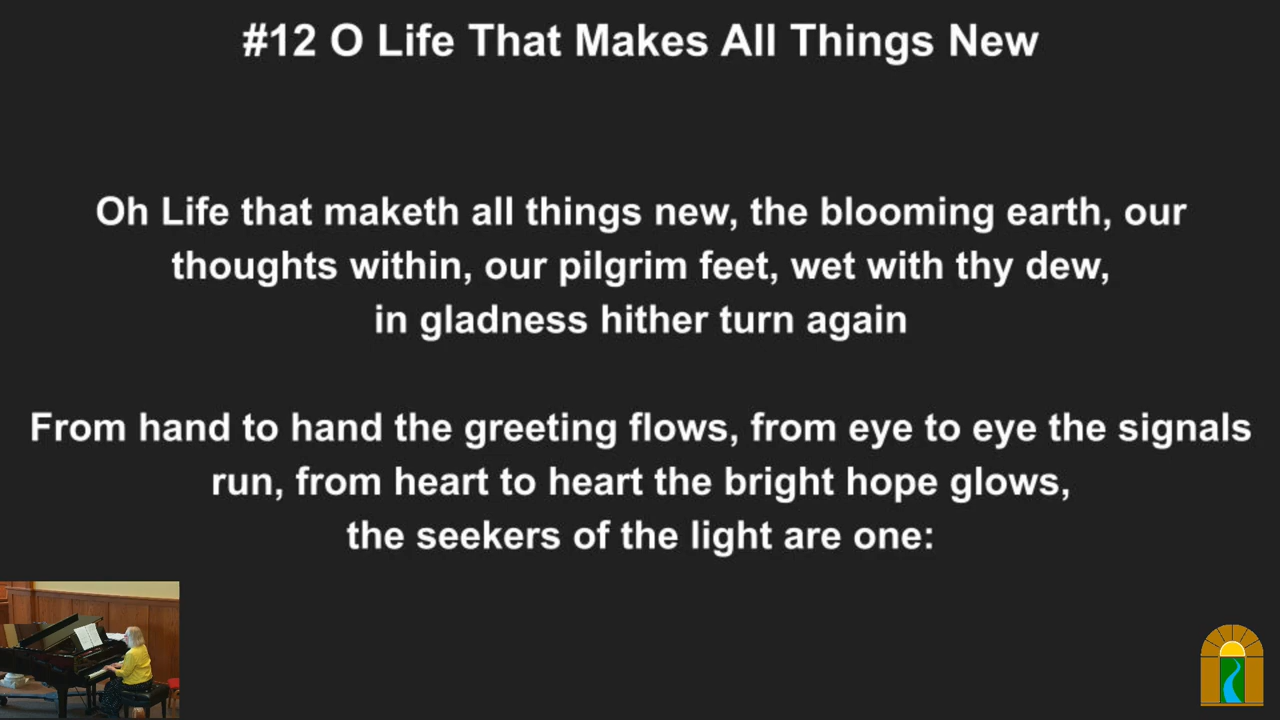 #12 O Life That Makes All Things New
Oh Life that maketh all things new, the blooming earth, our
thoughts within, our pilgrim feet, wet with thy dew,
in gladness hither turn again
From hand to hand the greeting flows, from eye to eye the signals
run, from heart to heart the bright hope glows,
the seekers of the light are one: